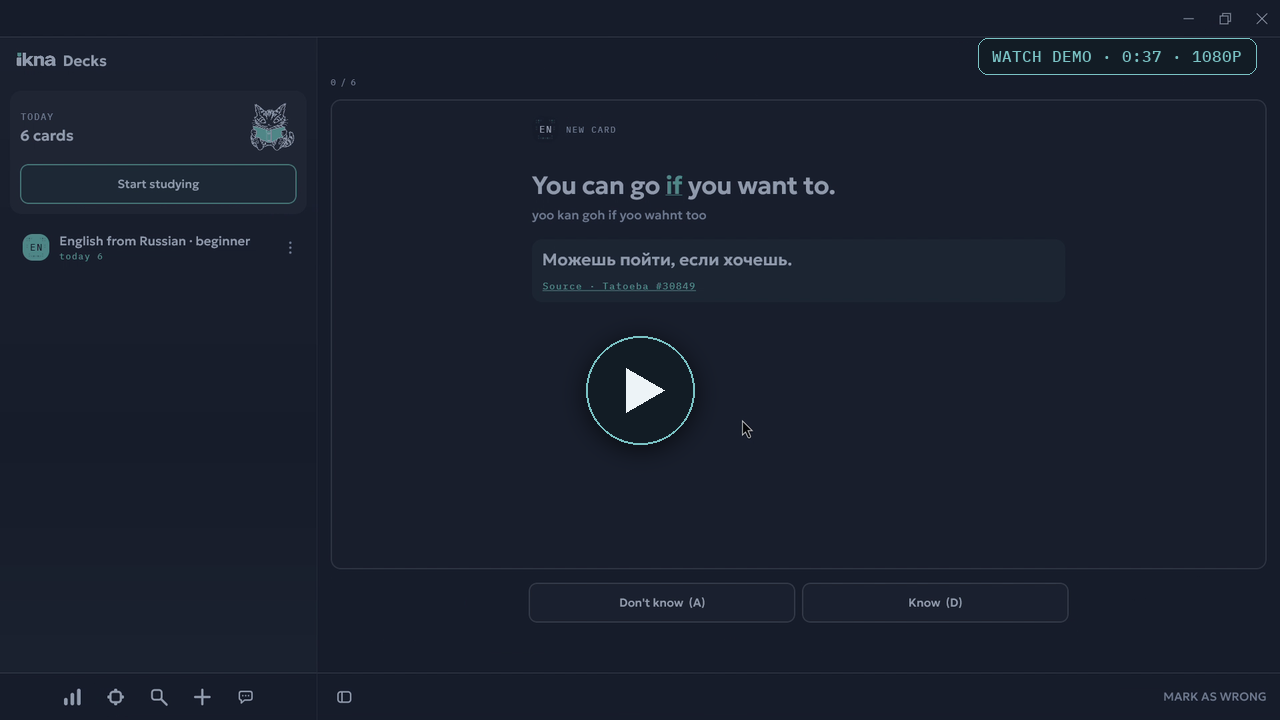 ikna Decks
WATCH DEMO · 0:37 · 1080P
0 / 6
TODAY
6 cards
Start studying
EN
English from Russian · beginner
today 6
EN NEW CARD
You can go if you want to.
yoo kan goh if yoo wahnt too
Можешь пойти, если хочешь.
Source · Tatoeba #30849
Don't know (A)
Know (D)
MARK AS WRONG